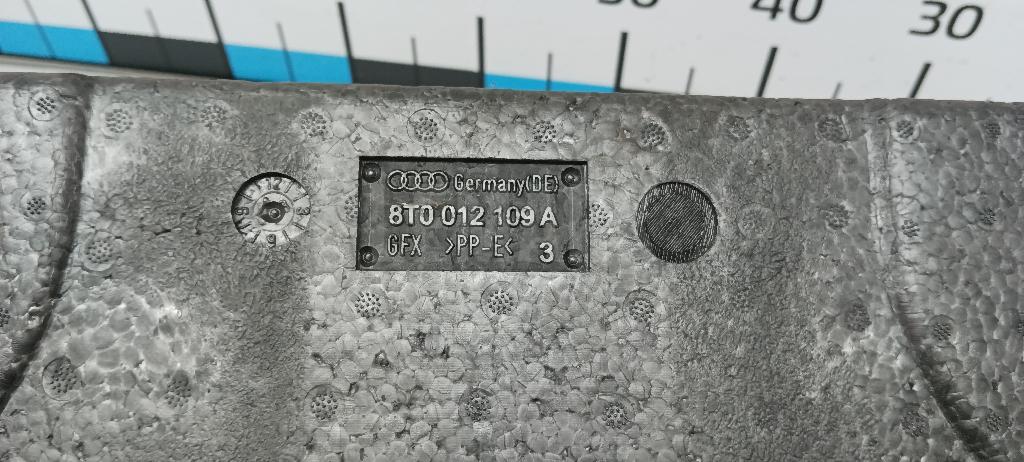 40
30
Germany(DE)
8T0 012 109 A
GFX >PP-E<
3